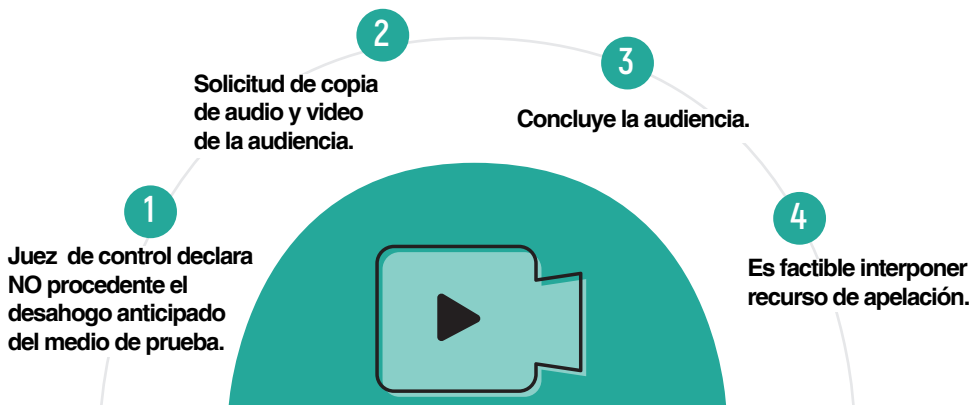 1
Juez de control declara
NO procedente el
desahogo anticipado
del medio de prueba.
2
Solicitud de copia
de audio y video
de la audiencia.
3
Concluye la audiencia.
4
Es factible interponer
recurso de apelación.